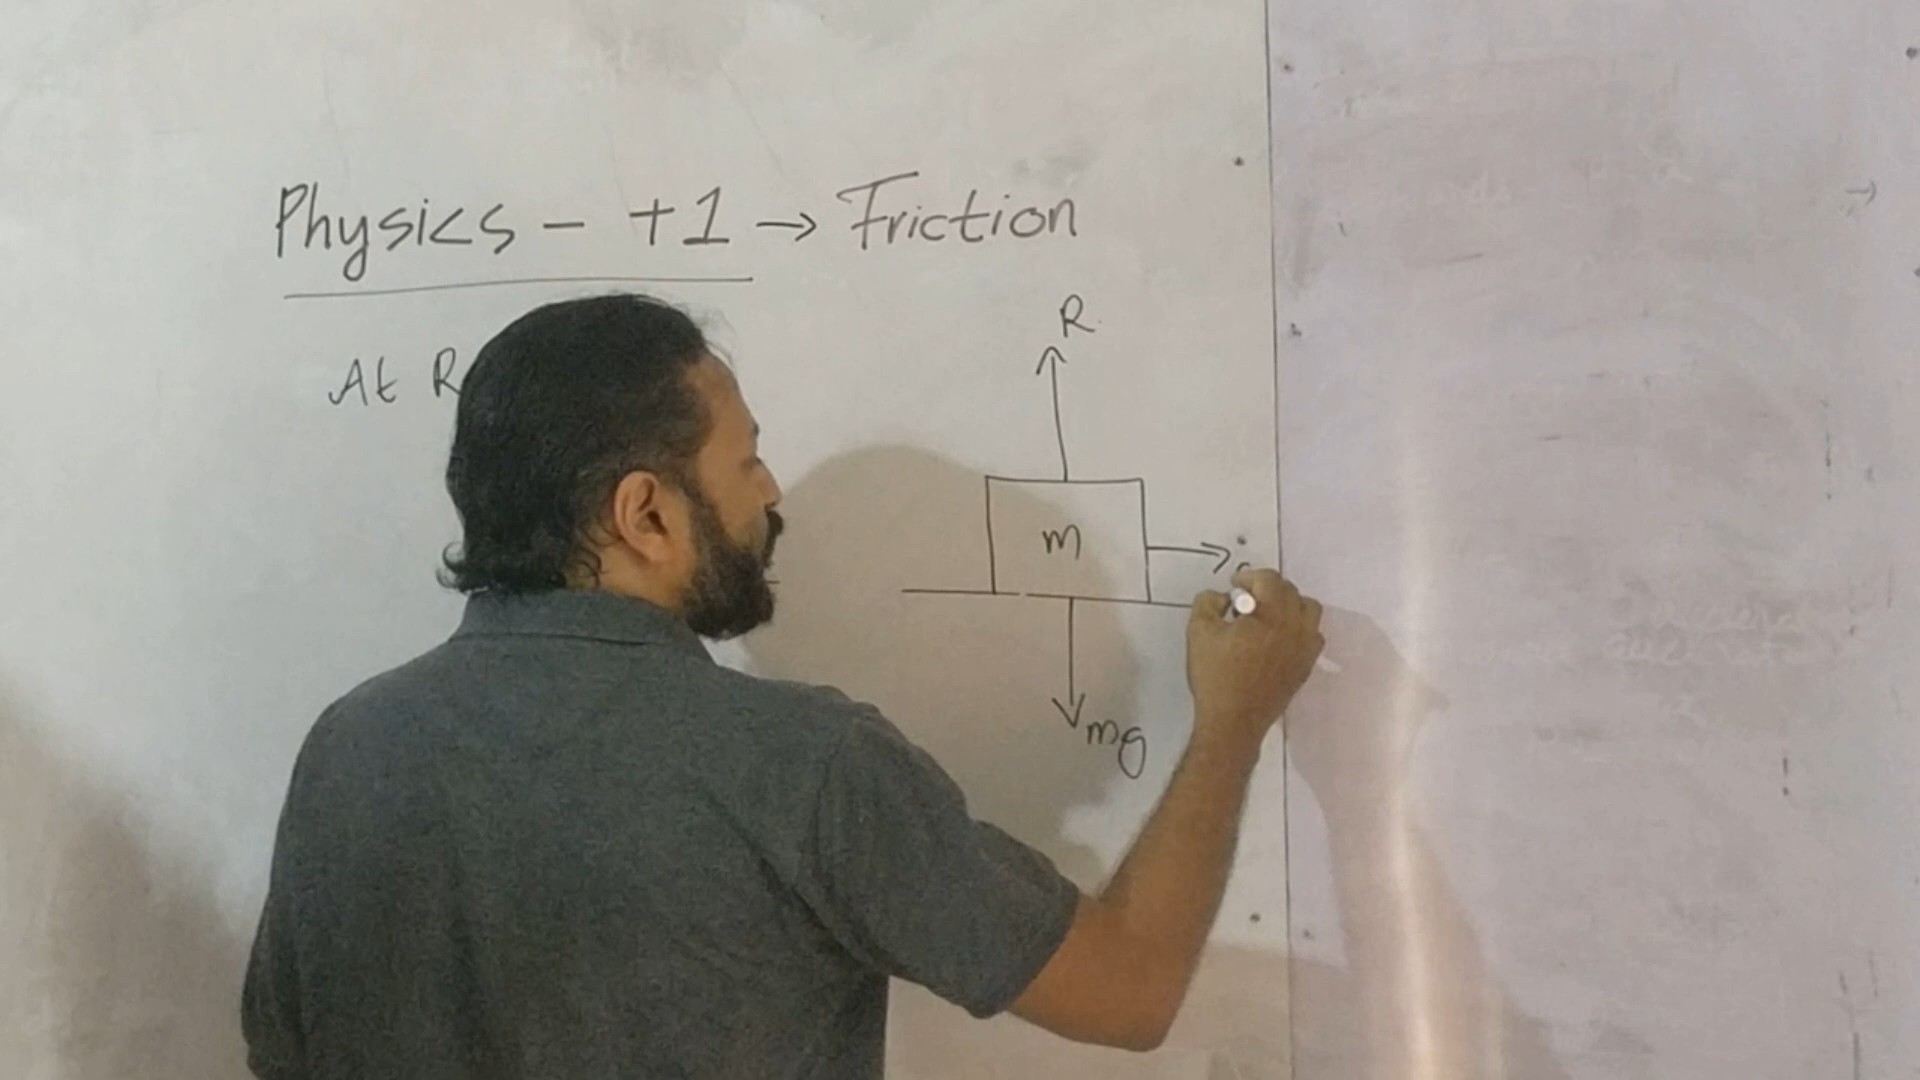 Physics - +1 → Friction
At R
R
m
mg